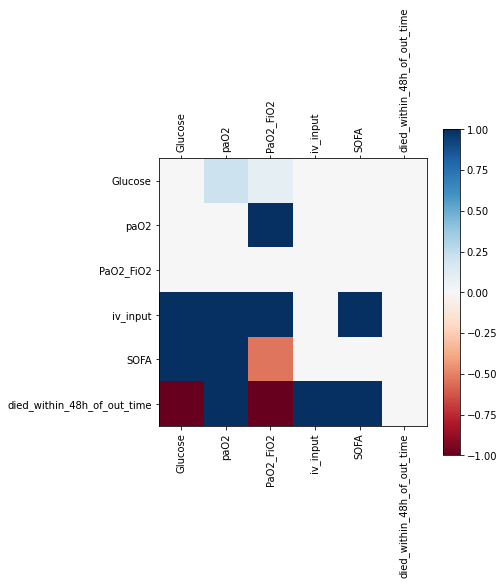 Glucose
paO2
PaO2_FiO2
iv_input
SOFA
died_within_48h_of_out_time
Glucose
paO2
PaO2_FiO2
iv_input
SOFA
died_within_48h_of_out_time
Glucose
paO2
PaO2_FiO2
iv_input
SOFA
died_within_48h_of_out_time
1.00
0.75
0.50
0.25
0.00
−0.25
−0.50
−0.75
−1.00